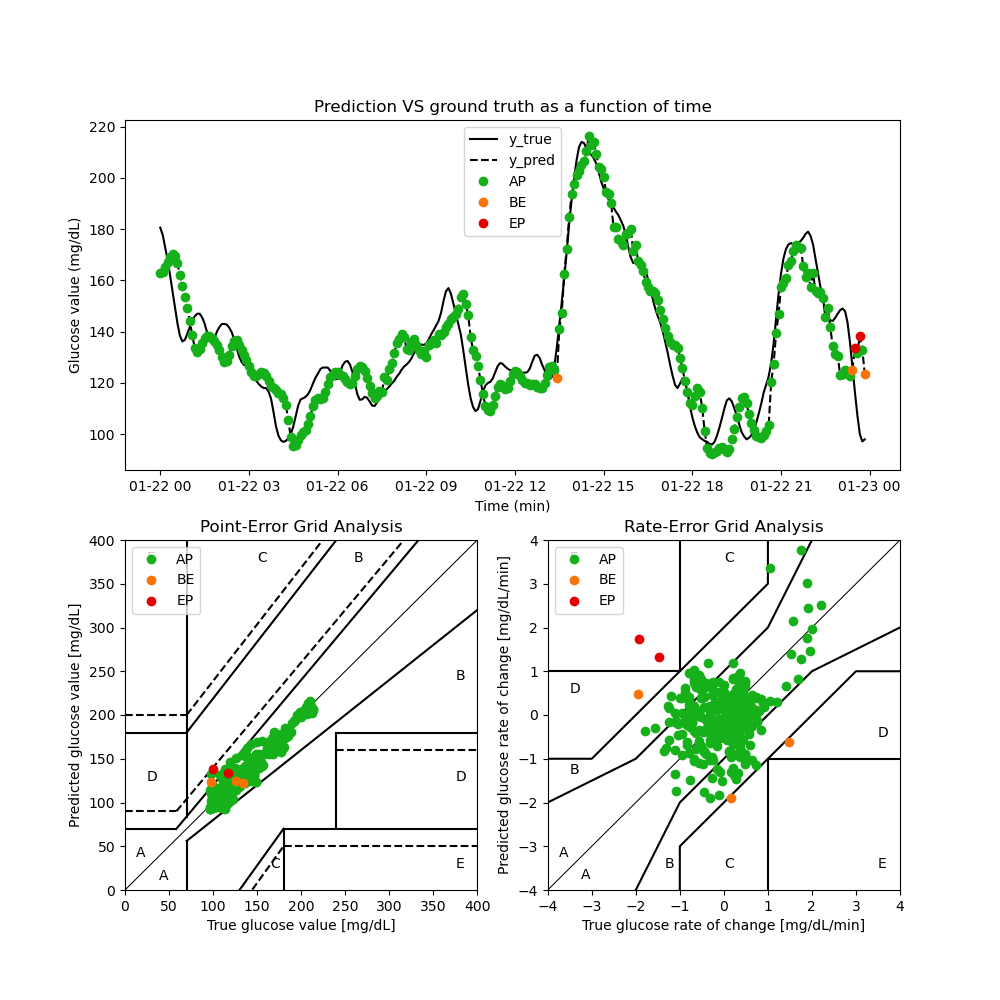 Prediction VS ground truth as a function of time
Glucose value (mg/dL)
220
200
180
160
140
120
100
y_true
y_pred
AP
BE
EP
01-22 00 01-22 03 01-22 06 01-22 09 01-22 12 01-22 15 01-22 18 01-22 21 01-23 00
Time (min)
Point-Error Grid Analysis
Predicted glucose value [mg/dL]
400
350
300
250
200
150
100
50
0
AP
BE
EP
C
B
B
D
D
A
A
C
E
0 50 100 150 200 250 300 350 400
True glucose value [mg/dL]
Rate-Error Grid Analysis
Predicted glucose rate of change [mg/dL/min]
4
3
2
1
0
−1
−2
−3
−4
AP
BE
EP
C
D
D
B
A
A
B
C
E
−4 −3 −2 −1 0 1 2 3 4
True glucose rate of change [mg/dL/min]